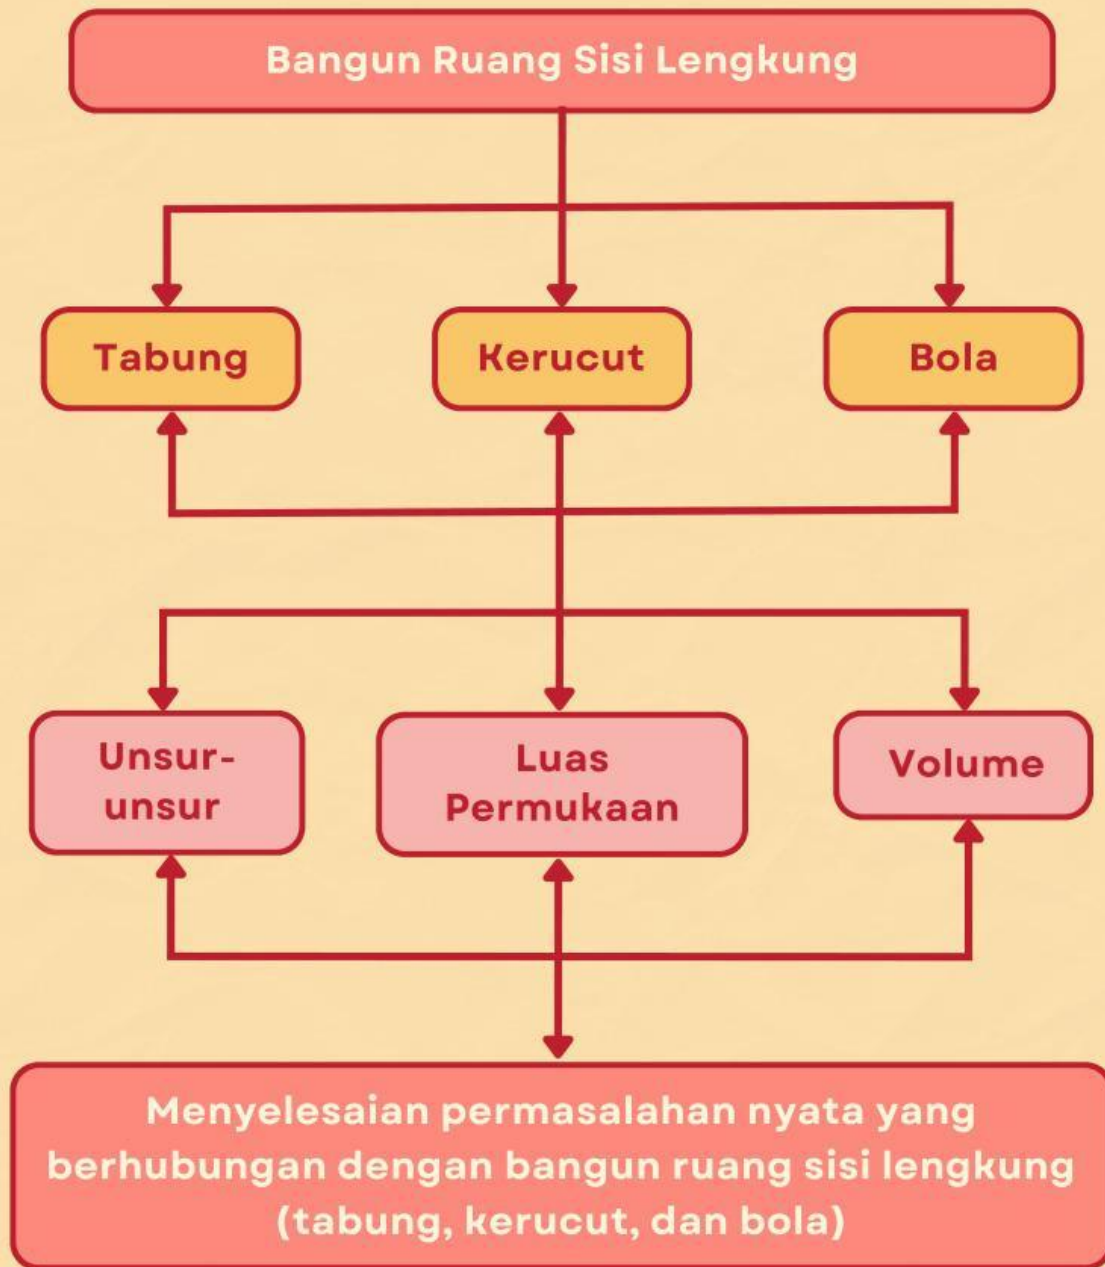 Bangun Ruang Sisi Lengkung
Tabung
Kerucut
Bola
Unsur-
unsur
Luas
Permukaan
Volume
Menyelesaian permasalahan nyata yang
berhubungan dengan bangun ruang sisi lengkung
(tabung, kerucut, dan bola)